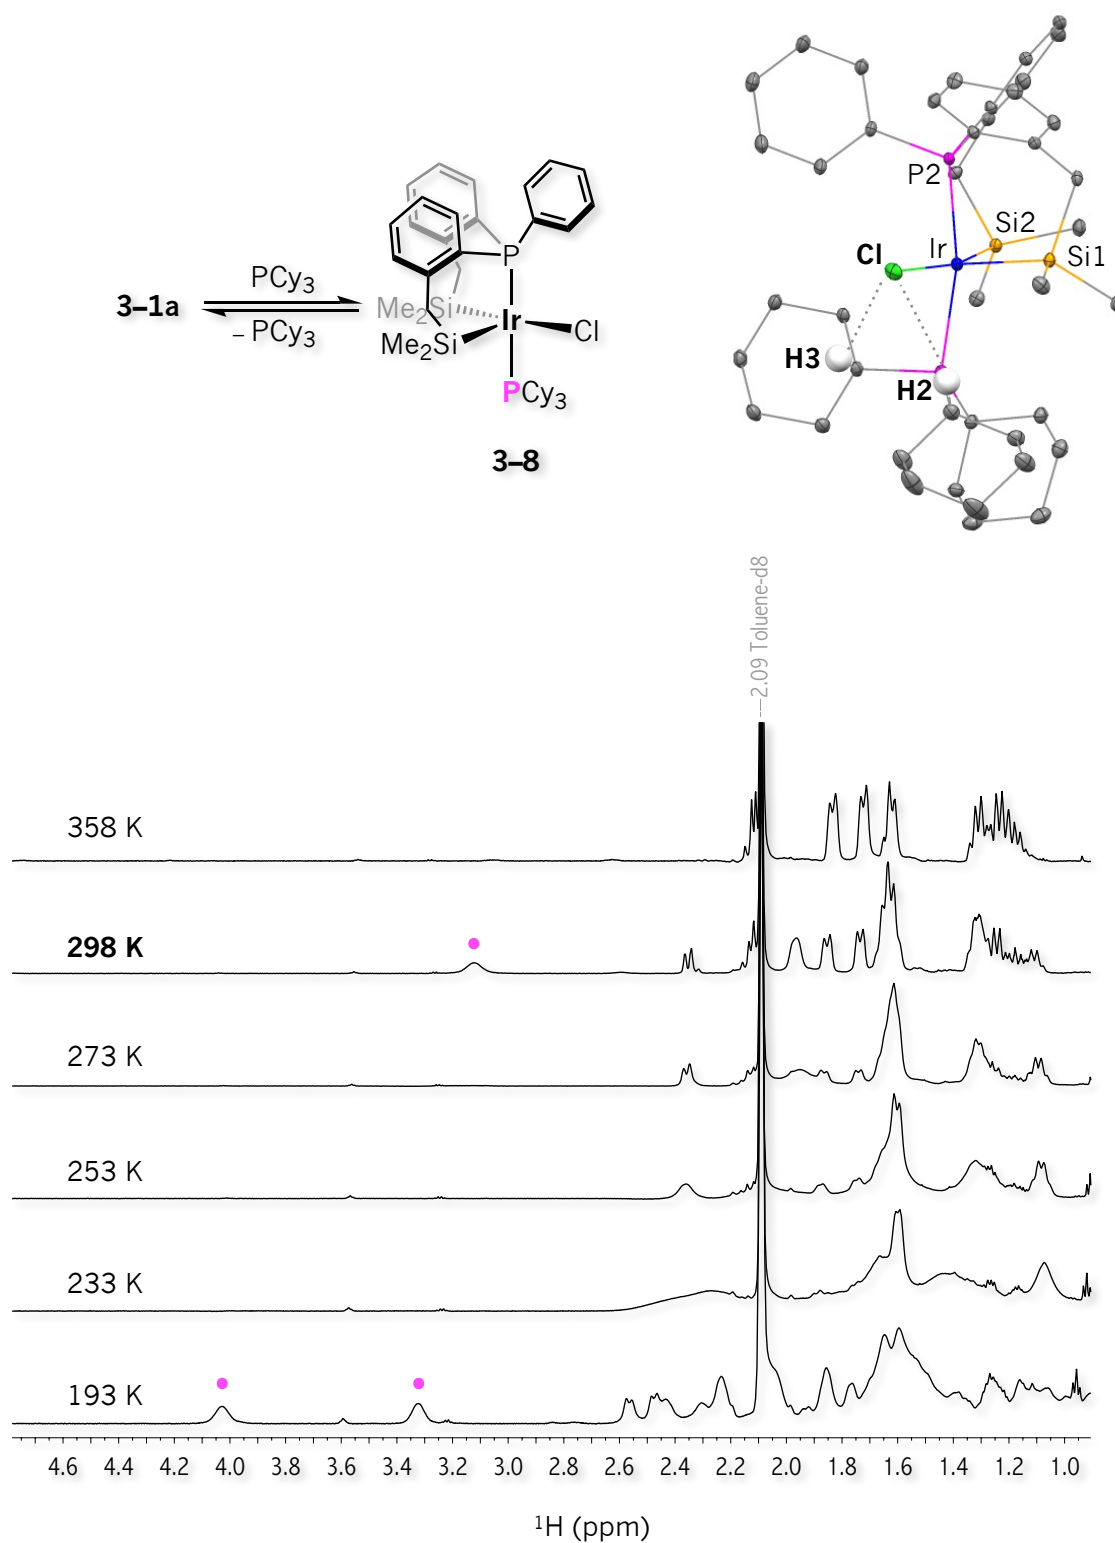 3–1a
PCy3
– PCy3
P
Me2Si
Ir
Cl
Me2Si
PCy3
3–8
P2
Si2
Ir
Cl
Si1
H3
H2
—2.09 Toluene-d8
358 K
298 K
273 K
253 K
233 K
193 K
4.6 4.4 4.2 4.0 3.8 3.6 3.4 3.2 3.0 2.8 2.6 2.4 2.2 2.0 1.8 1.6 1.4 1.2 1.0
1H (ppm)